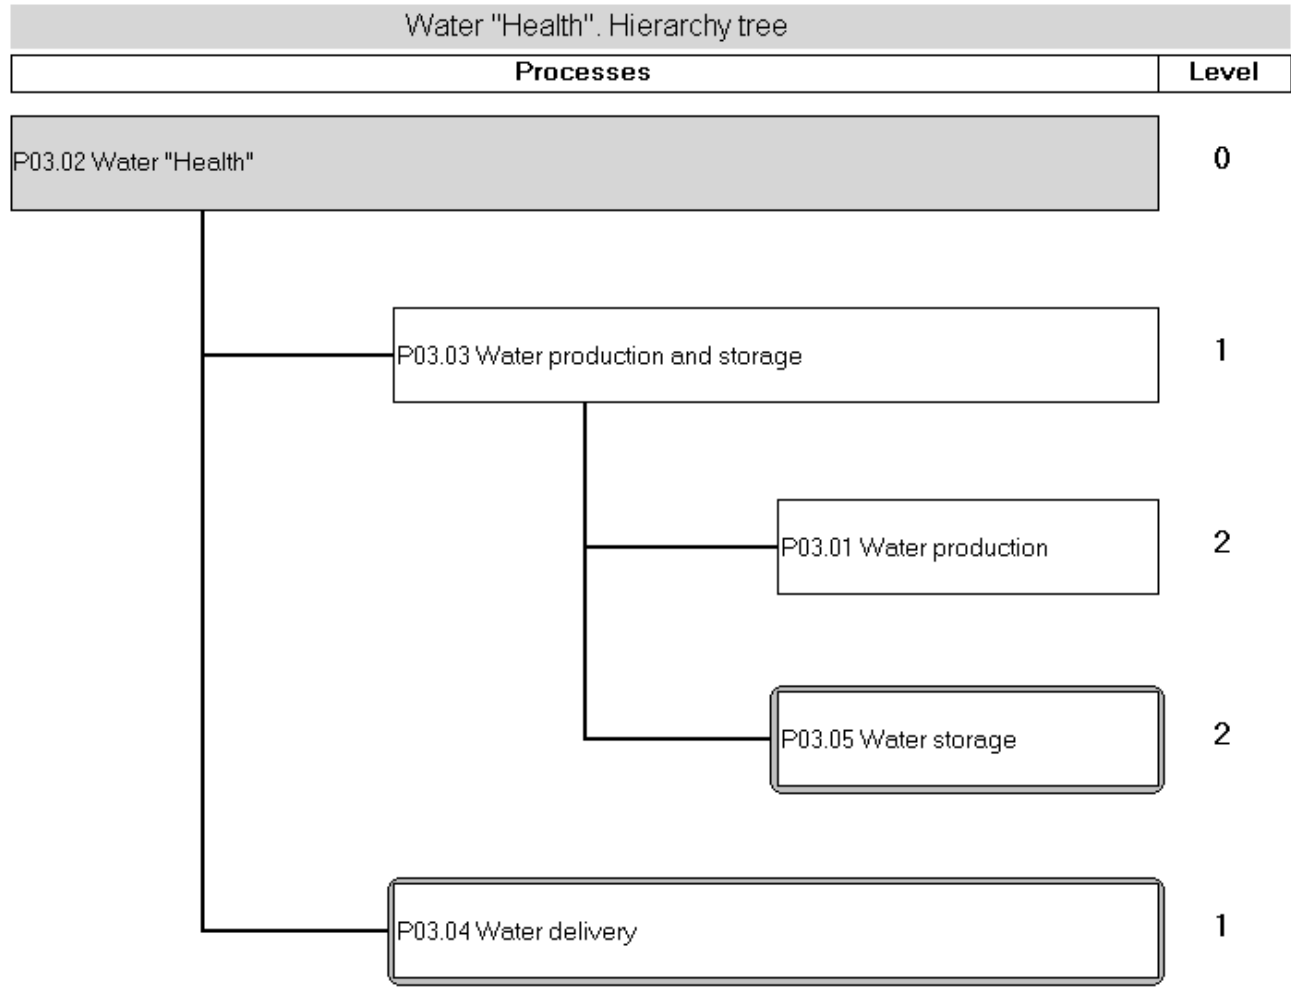 Water "Health". Hierarchy tree
Processes Level
P03.02 Water "Health" 0
P03.03 Water production and storage 1
P03.01 Water production 2
P03.05 Water storage 2
P03.04 Water delivery 1